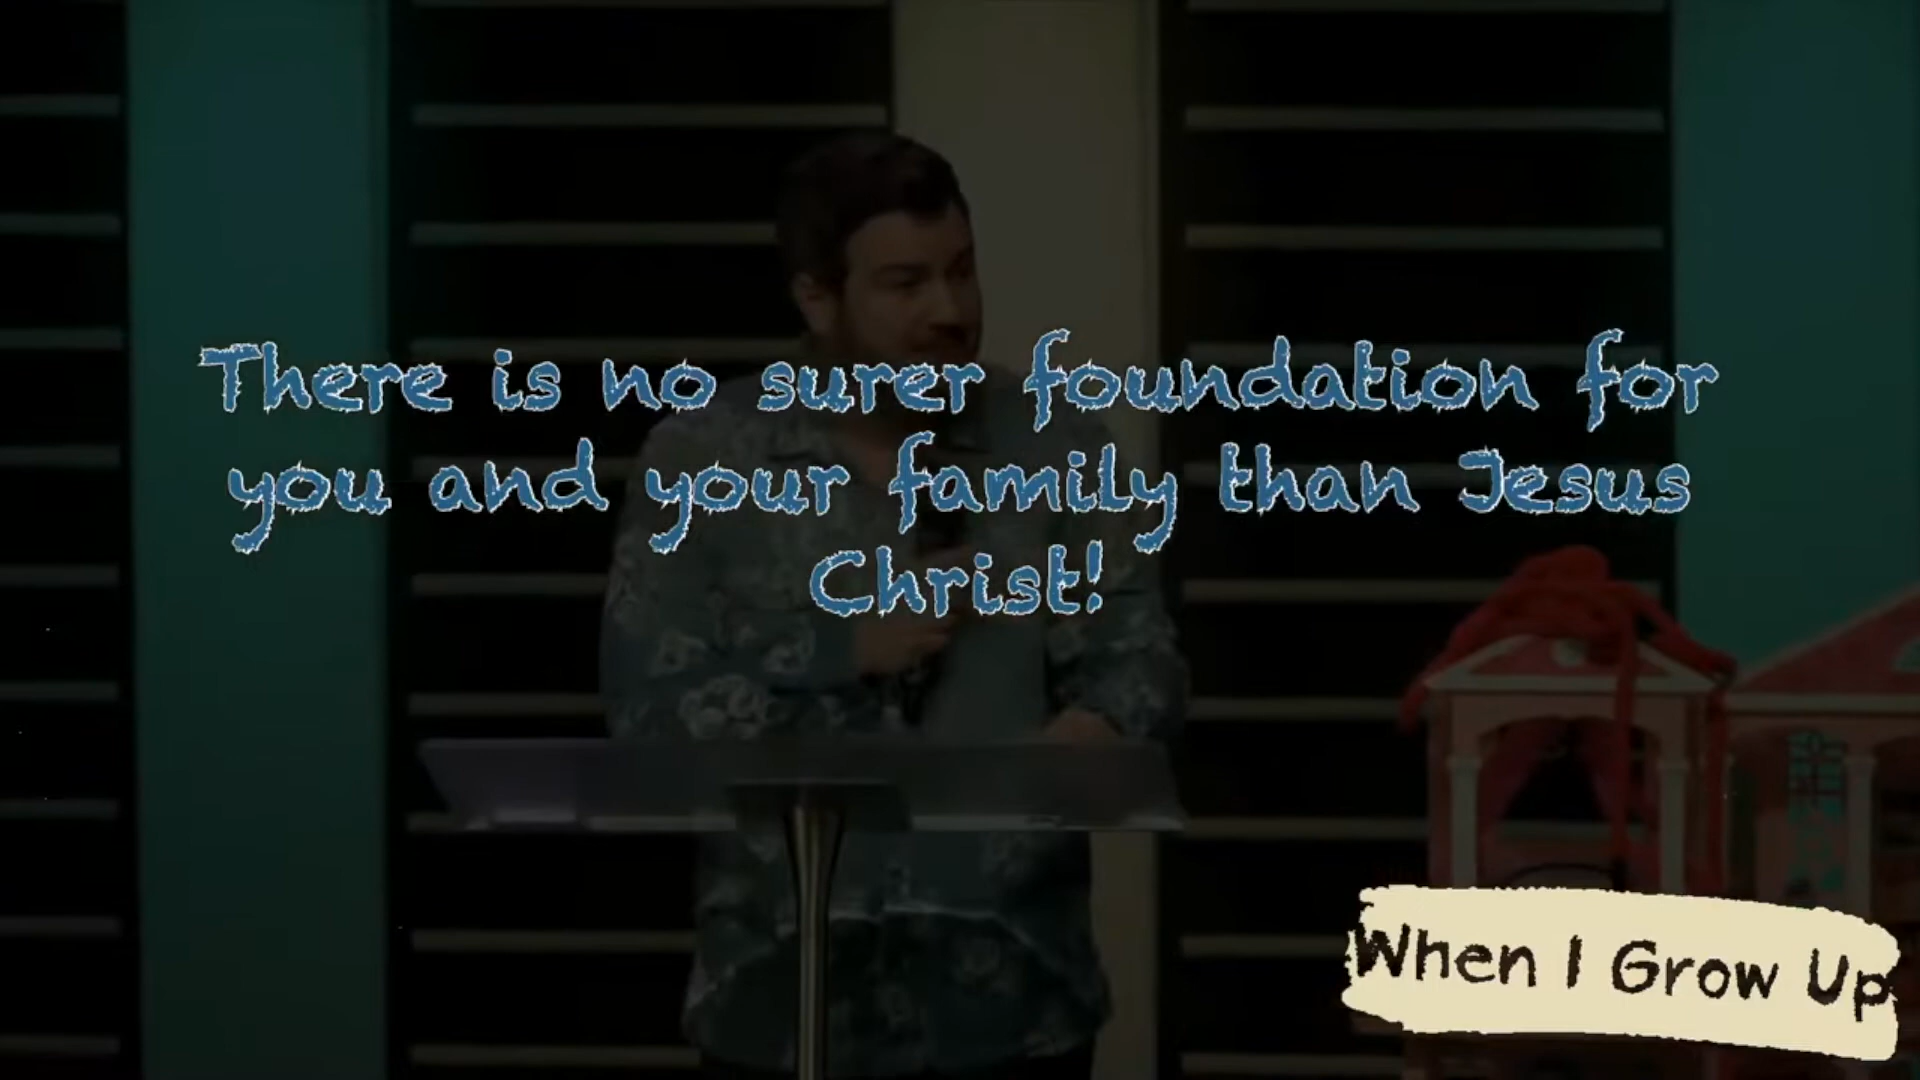 There is no surer foundation for
you and your family than Jesus
Christ!
When I Grow Up